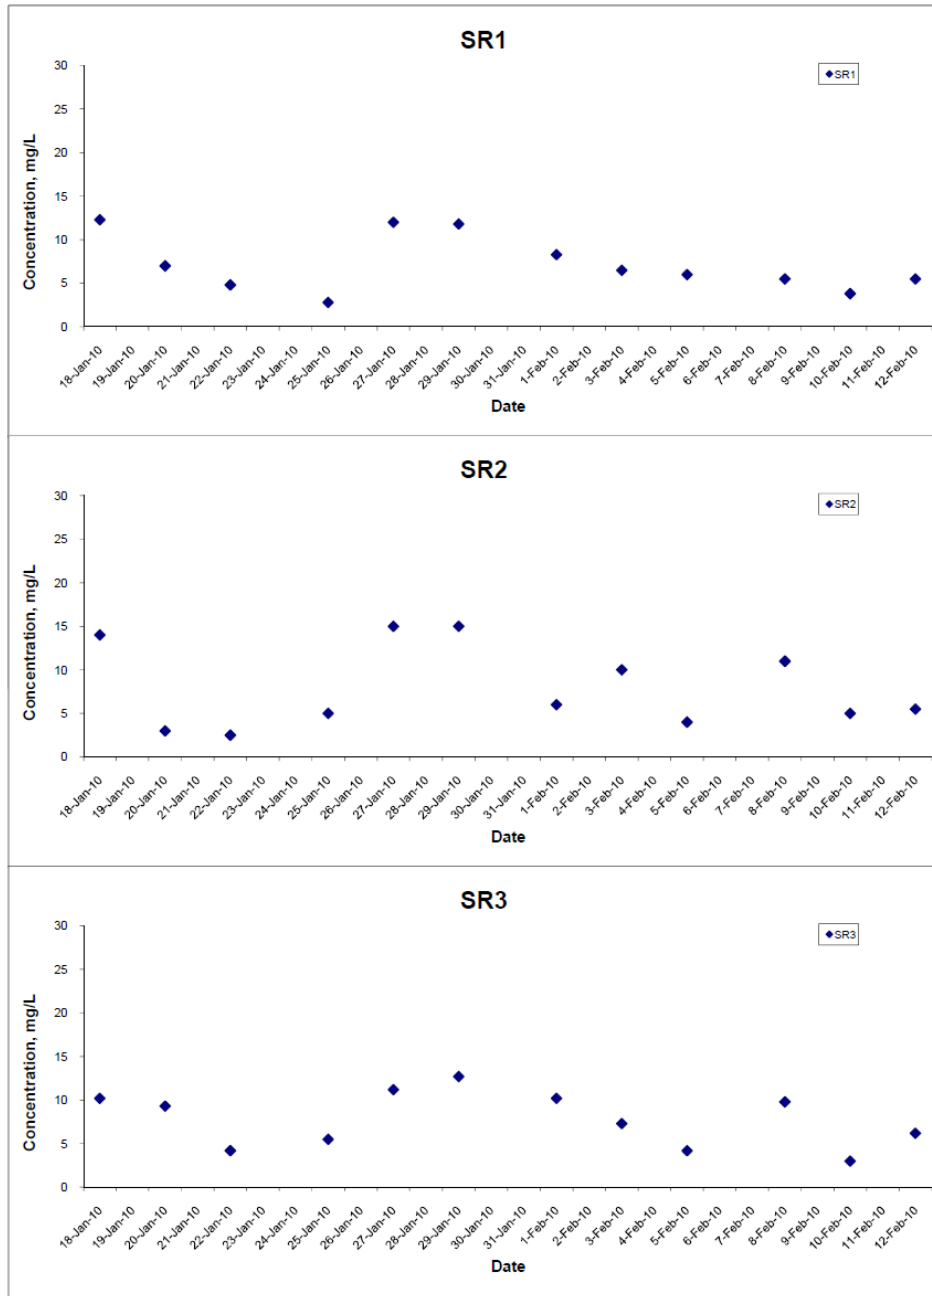 SR1
30
SR1
25
20
15
10
5
0
Concentration, mg/L
18-Jan-10
19-Jan-10
20-Jan-10
21-Jan-10
22-Jan-10
23-Jan-10
24-Jan-10
25-Jan-10
26-Jan-10
27-Jan-10
28-Jan-10
29-Jan-10
30-Jan-10
31-Jan-10
1-Feb-10
2-Feb-10
3-Feb-10
4-Feb-10
5-Feb-10
6-Feb-10
7-Feb-10
8-Feb-10
9-Feb-10
10-Feb-10
11-Feb-10
12-Feb-10
Date
SR2
30
SR2
25
20
15
10
5
0
Concentration, mg/L
18-Jan-10
19-Jan-10
20-Jan-10
21-Jan-10
22-Jan-10
23-Jan-10
24-Jan-10
25-Jan-10
26-Jan-10
27-Jan-10
28-Jan-10
29-Jan-10
30-Jan-10
31-Jan-10
1-Feb-10
2-Feb-10
3-Feb-10
4-Feb-10
5-Feb-10
6-Feb-10
7-Feb-10
8-Feb-10
9-Feb-10
10-Feb-10
11-Feb-10
12-Feb-10
Date
SR3
30
SR3
25
20
15
10
5
0
Concentration, mg/L
18-Jan-10
19-Jan-10
20-Jan-10
21-Jan-10
22-Jan-10
23-Jan-10
24-Jan-10
25-Jan-10
26-Jan-10
27-Jan-10
28-Jan-10
29-Jan-10
30-Jan-10
31-Jan-10
1-Feb-10
2-Feb-10
3-Feb-10
4-Feb-10
5-Feb-10
6-Feb-10
7-Feb-10
8-Feb-10
9-Feb-10
10-Feb-10
11-Feb-10
12-Feb-10
Date